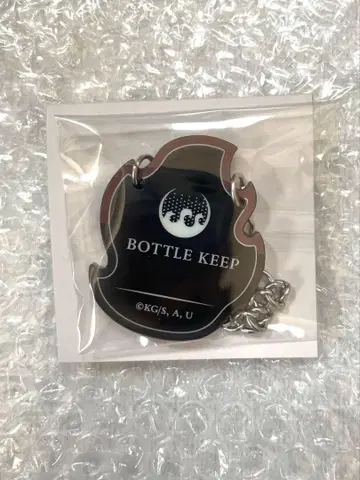 BOTTLE KEEP
©KG/S, A, U